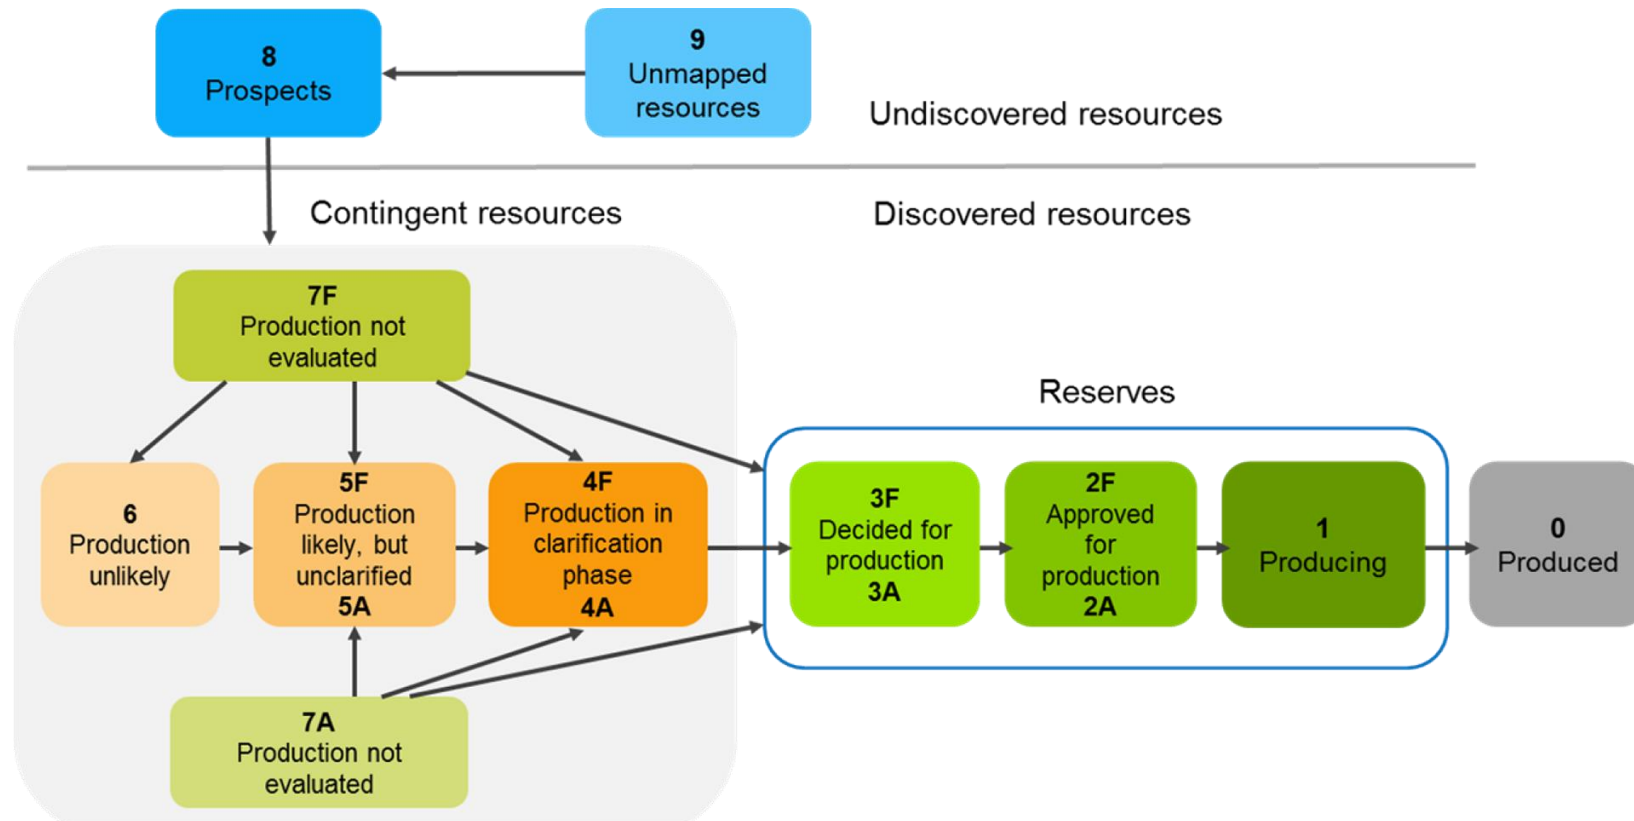 8
Prospects
9
Unmapped
resources
Undiscovered resources
Contingent resources
Discovered resources
7F
Production not
evaluated
Reserves
6
Production
unlikely
5F
Production
likely, but
unclarified
5A
4F
Production in
clarification
phase
4A
3F
Decided for
production
3A
2F
Approved
for
production
2A
1
Producing
0
Produced
7A
Production not
evaluated